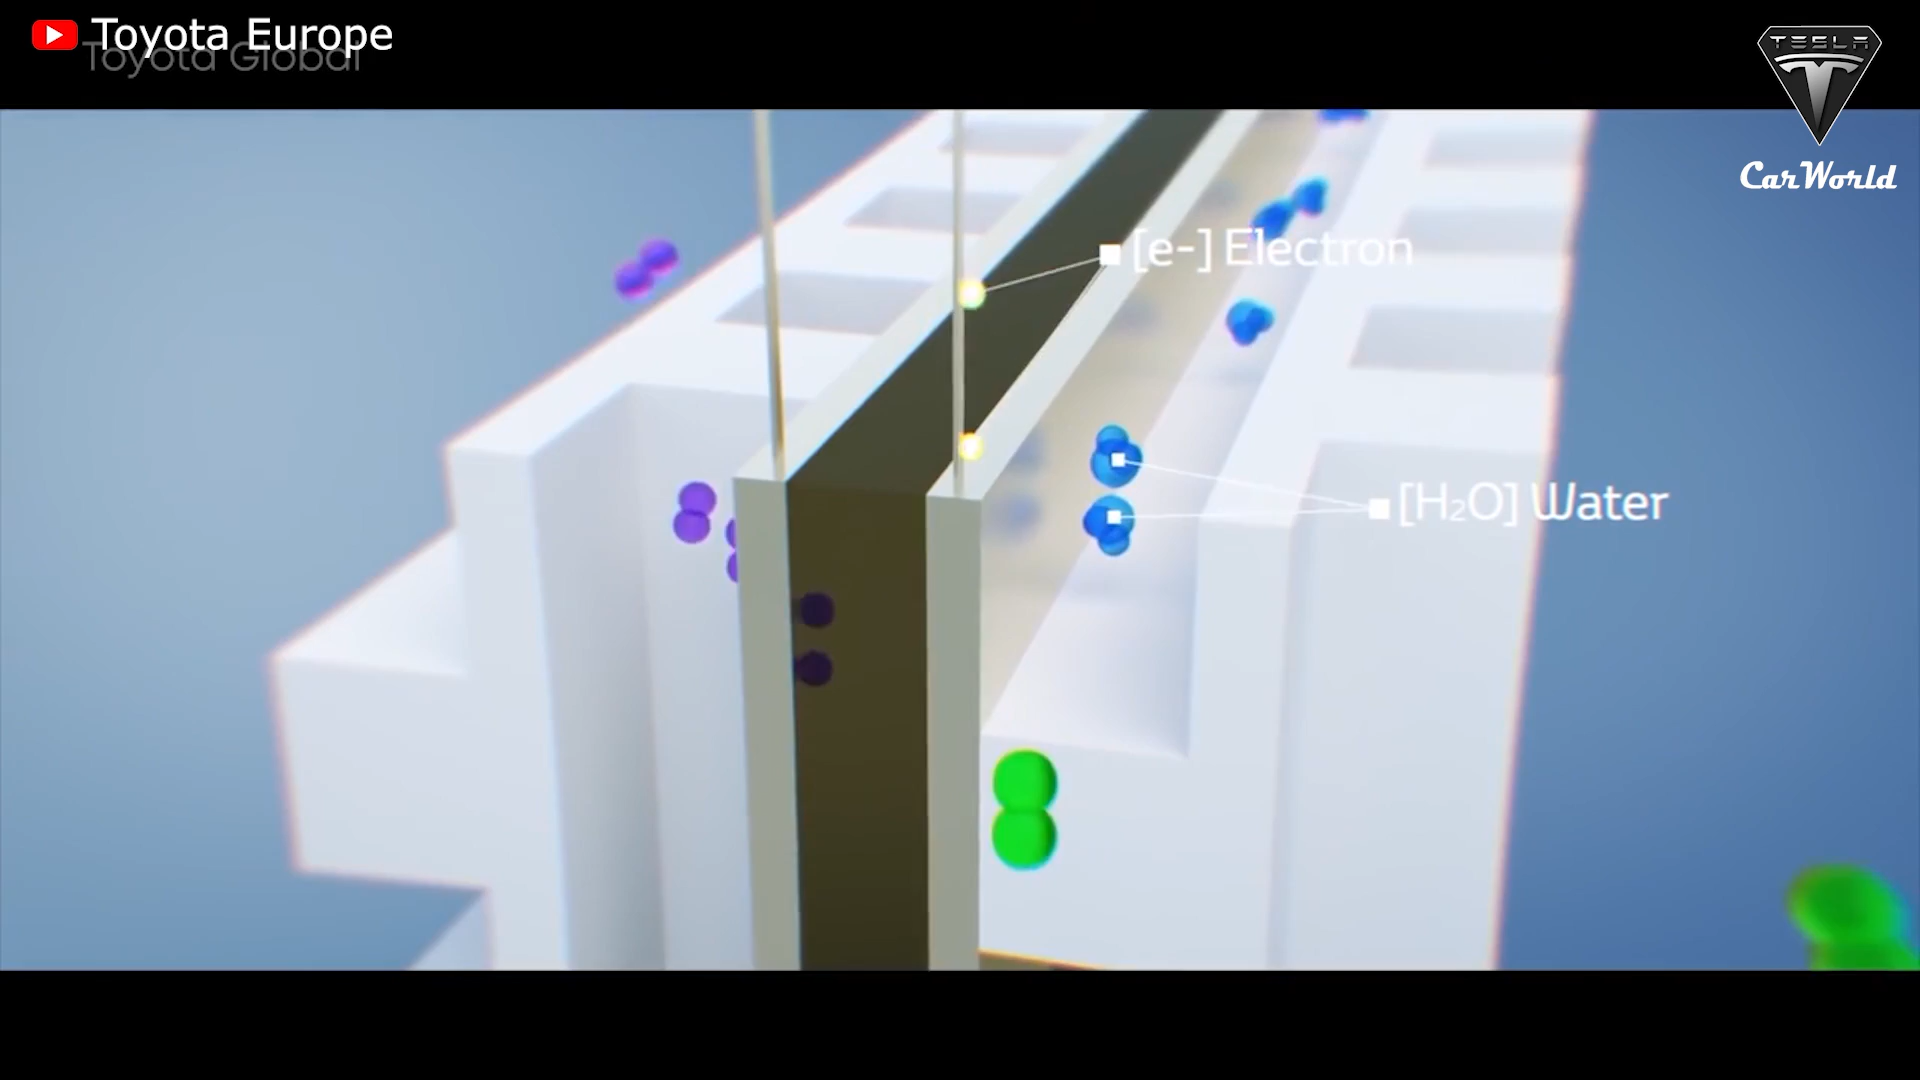 Toyota Europe
Toyota Global
TESLA
CarWorld
[e-] Electron
[H₂O] Water